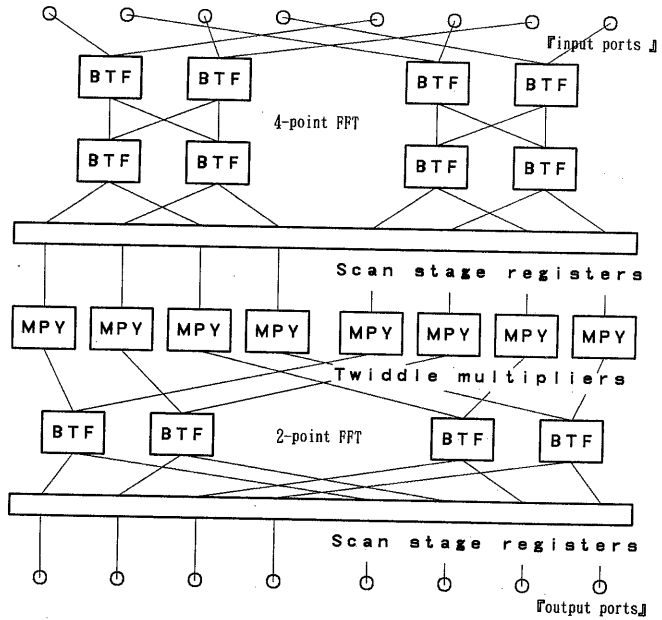 『input ports 』
BTF BTF BTF BTF
4-point FFT
BTF BTF BTF BTF
Scan stage registers
MPY MPY MPY MPY MPY MPY MPY MPY
Twiddle multipliers
BTF BTF 2-point FFT BTF BTF
Scan stage registers
『output ports』